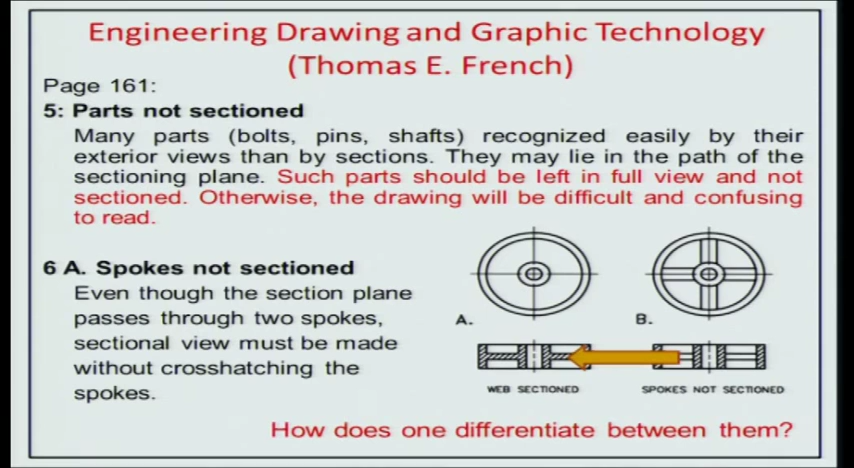 Engineering Drawing and Graphic Technology
(Thomas E. French)
Page 161:
5: Parts not sectioned
Many parts (bolts, pins, shafts) recognized easily by their
exterior views than by sections. They may lie in the path of the
sectioning plane. Such parts should be left in full view and not
sectioned. Otherwise, the drawing will be difficult and confusing
to read.
6 A. Spokes not sectioned
Even though the section plane
passes through two spokes,
sectional view must be made
without crosshatching the
spokes.
A.
B.
WEB SECTIONED
SPOKES NOT SECTIONED
How does one differentiate between them?